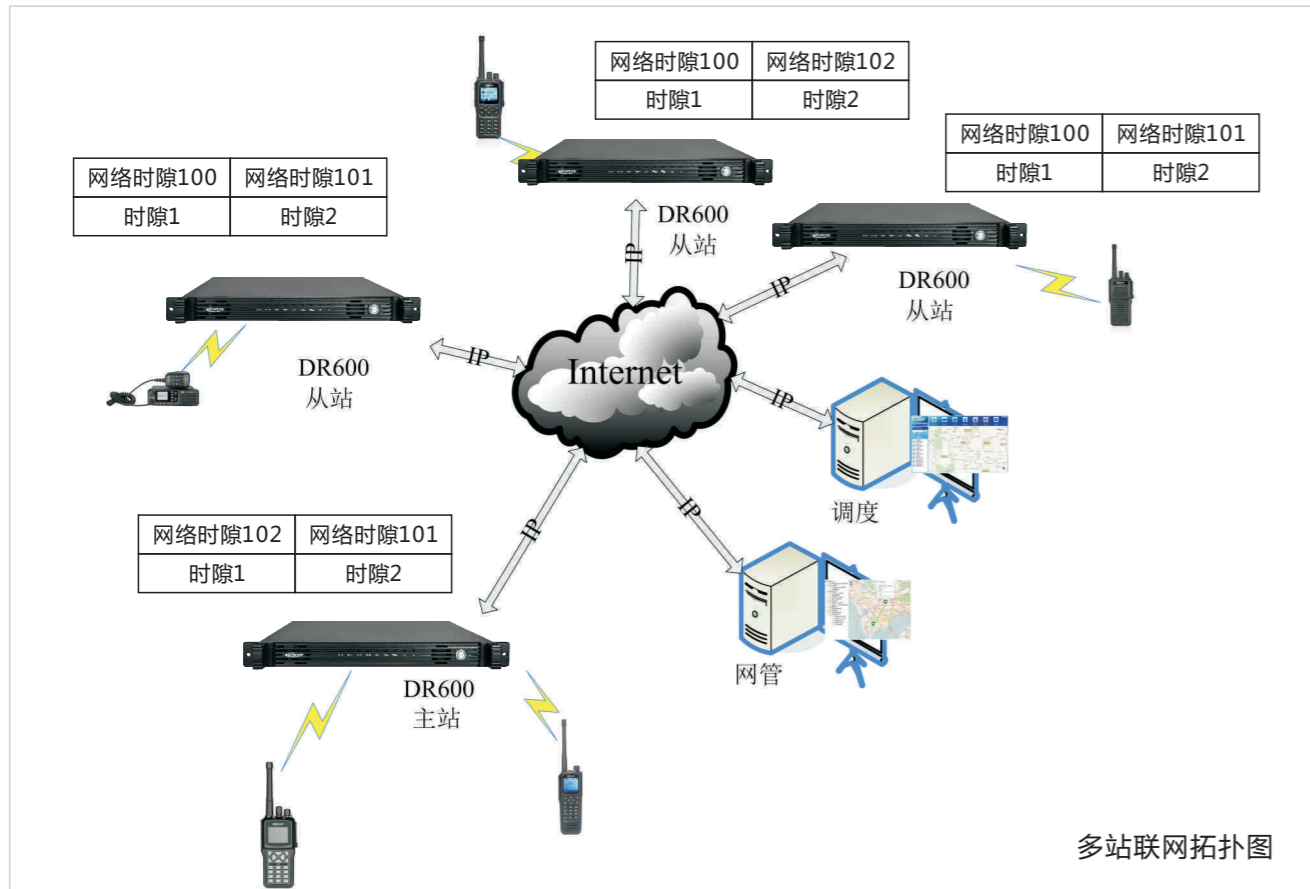 网络时隙100 网络时隙102
时隙1 时隙2
网络时隙100 网络时隙101
时隙1 时隙2
网络时隙100 网络时隙101
时隙1 时隙2
DR600
从站
IP
DR600
从站
IP
DR600
从站
IP
Internet
IP
调度
IP
网管
IP
网络时隙102 网络时隙101
时隙1 时隙2
DR600
主站
多站联网拓扑图